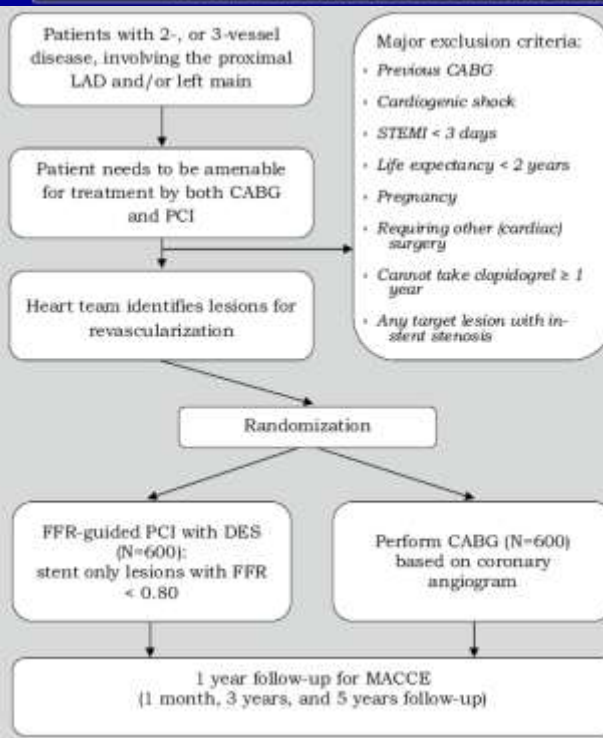 Patients with 2-, or 3-vessel
disease, involving the
proximal
LAD and/or left main
Patient needs to be amenable
for treatment by both CABG
and PCI
Heart team identifies lesions for
revascularization
Major exclusion criteria:
• Previous CABG
• Cardiogenic shock
• STEMI < 3 days
• Life expectancy < 2 years
• Pregnancy
• Requiring other (cardiac)
surgery
• Cannot take clopidogrel ≥ 1
year
• Any target lesion with in-
stent stenosis
Randomization
FFR-guided PCI with DES
(N=600):
stent only lesions with FFR
< 0.80
Perform CABG (N=600)
based on coronary
angiogram
1 year follow-up for MACCE
(1 month, 3 years, and 5 years follow-up)